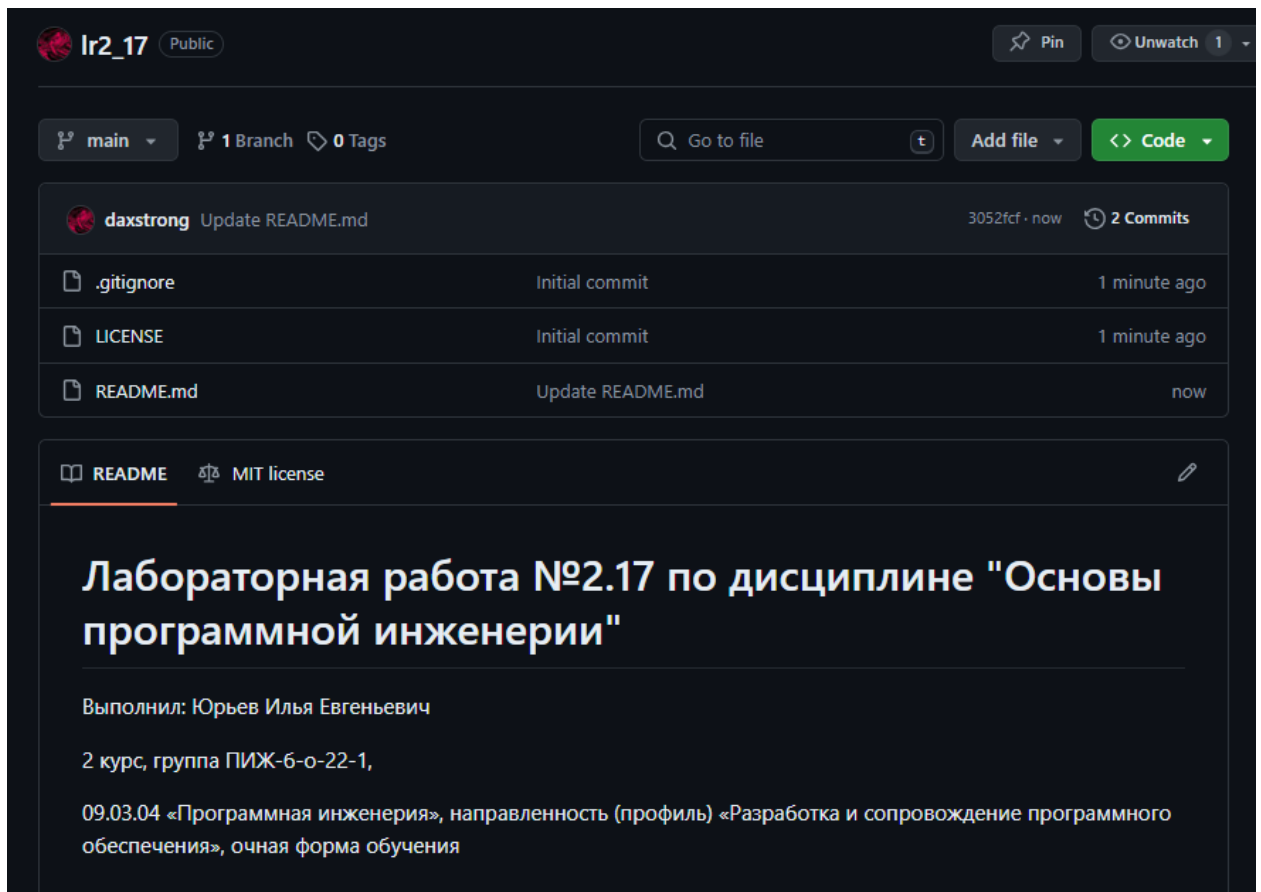 lr2_17 Public Pin Unwatch 1
main 1 Branch 0 Tags Go to file t Add file Code
daxstrong Update README.md 3052fcf · now 2 Commits
.gitignore Initial commit 1 minute ago
LICENSE Initial commit 1 minute ago
README.md Update README.md now
README MIT license
Лабораторная работа №2.17 по дисциплине "Основы
программной инженерии"
Выполнил: Юрьев Илья Евгеньевич
2 курс, группа ПИЖ-б-о-22-1,
09.03.04 «Программная инженерия», направленность (профиль) «Разработка и сопровождение программного
обеспечения», очная форма обучения